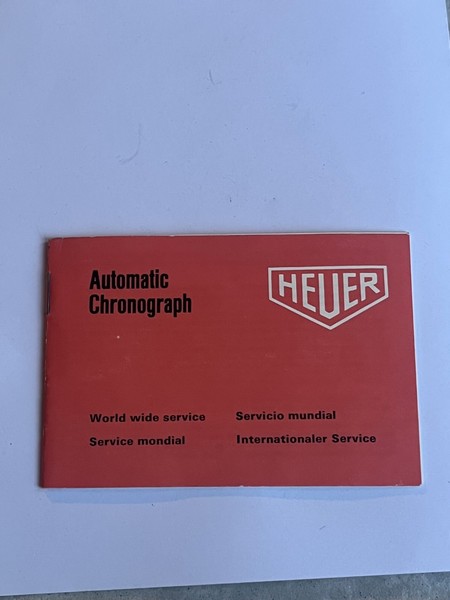 Automatic
Chronograph
HEUER
World wide service
Servicio mundial
Service mondial
Internationaler Service